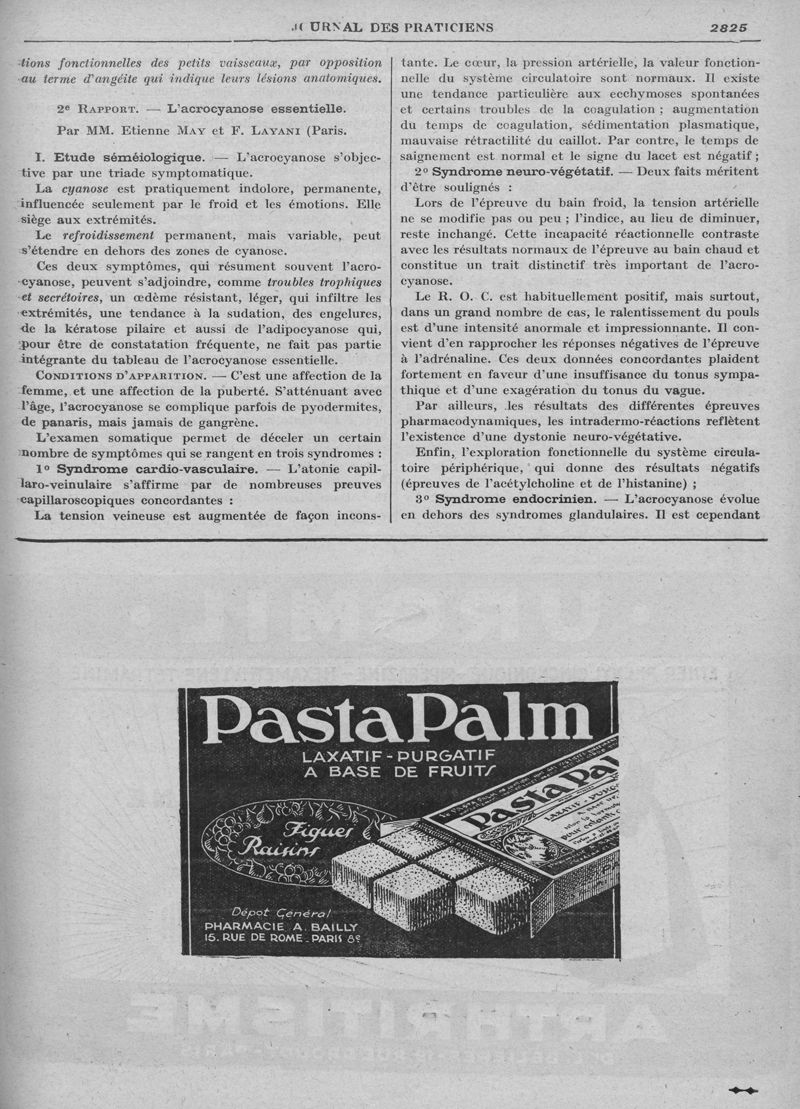 JOURNAL DES PRATICIENS 2825
tions fonctionnelles des petits vaisseaux, par opposition
au terme d'angéite qui indique leurs lésions anatomiques.
2e RAPPORT. — L'acrocyanose essentielle.
Par MM. Etienne MAY et F. LAYANI (Paris.
I. Etude séméiologique. — L'acrocyanose s'objec-
tive par une triade symptomatique.
La cyanose est pratiquement indolore, permanente,
influencée seulement par le froid et les émotions. Elle
siège aux extrémités.
Le refroidissement permanent, mais variable, peut
s'étendre en dehors des zones de cyanose.
Ces deux symptômes, qui résument souvent l'acro-
cyanose, peuvent s'adjoindre, comme troubles trophiques
et secrétoires, un œdème résistant, léger, qui infiltre les
extrémités, une tendance à la sudation, des engelures,
de la kératose pilaire et aussi de l'adipocyanose qui,
pour être de constatation fréquente, ne fait pas partie
intégrante du tableau de l'acrocyanose essentielle.
CONDITIONS D'APPARITION. — C'est une affection de la
femme, et une affection de la puberté. S'atténuant avec
l'âge, l'acrocyanose se complique parfois de pyodermites,
de panaris, mais jamais de gangrène.
L'examen somatique permet de déceler un certain
nombre de symptômes qui se rangent en trois syndromes :
1o Syndrome cardio-vasculaire. — L'atonie capil-
laro-veinulaire s'affirme par de nombreuses preuves
capillaroscopiques concordantes :
La tension veineuse est augmentée de façon incons-
tante. Le cœur, la pression artérielle, la valeur fonction-
nelle du système circulatoire sont normaux. Il existe
une tendance particulière aux ecchymoses spontanées
et certains troubles de la coagulation : augmentation
du temps de coagulation, sédimentation plasmatique,
mauvaise rétractilité du caillot. Par contre, le temps de
saignement est normal et le signe du lacet est négatif ;
2o Syndrome neuro-végétatif. — Deux faits méritent
d'être soulignés :
Lors de l'épreuve du bain froid, la tension artérielle
ne se modifie pas ou peu ; l'indice, au lieu de diminuer,
reste inchangé. Cette incapacité réactionnelle contraste
avec les résultats normaux de l'épreuve au bain chaud et
constitue un trait distinctif très important de l'acro-
cyanose.
Le R. O. C. est habituellement positif, mais surtout,
dans un grand nombre de cas, le ralentissement du pouls
est d'une intensité anormale et impressionnante. Il con-
vient d'en rapprocher les réponses négatives de l'épreuve
à l'adrénaline. Ces deux données concordantes plaident
fortement en faveur d'une insuffisance du tonus sympa-
thique et d'une exagération du tonus du vague.
Par ailleurs, les résultats des différentes épreuves
pharmacodynamiques, les intradermo-réactions reflètent
l'existence d'une dystonie neuro-végétative.
Enfin, l'exploration fonctionnelle du système circula-
toire périphérique, qui donne des résultats négatifs
(épreuves de l'acétylcholine et de l'histanine) ;
3o Syndrome endocrinien. — L'acrocyanose évolue
en dehors des syndromes glandulaires. Il est cependant
Pasta Palm
LAXATIF - PURGATIF
A BASE DE FRUITS
Figues
Raisins
Pasta Pal
Dépot Général
PHARMACIE A. BAILLY
15. RUE DE ROME _ PARIS 8e